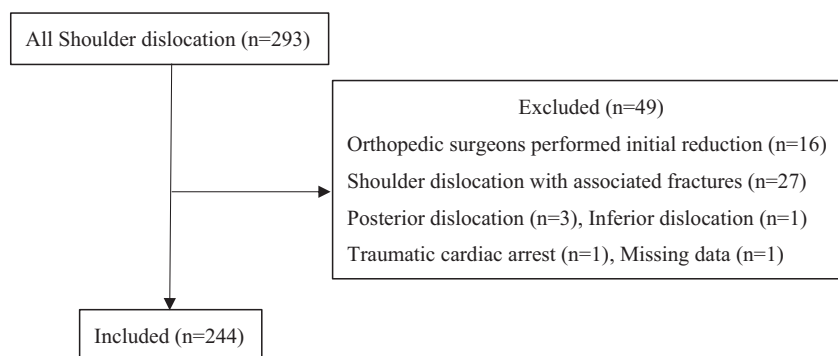 All Shoulder dislocation (n=293)
Excluded (n=49)
Orthopedic surgeons performed initial reduction (n=16)
Shoulder dislocation with associated fractures (n=27)
Posterior dislocation (n=3), Inferior dislocation (n=1)
Traumatic cardiac arrest (n=1), Missing data (n=1)
Included (n=244)